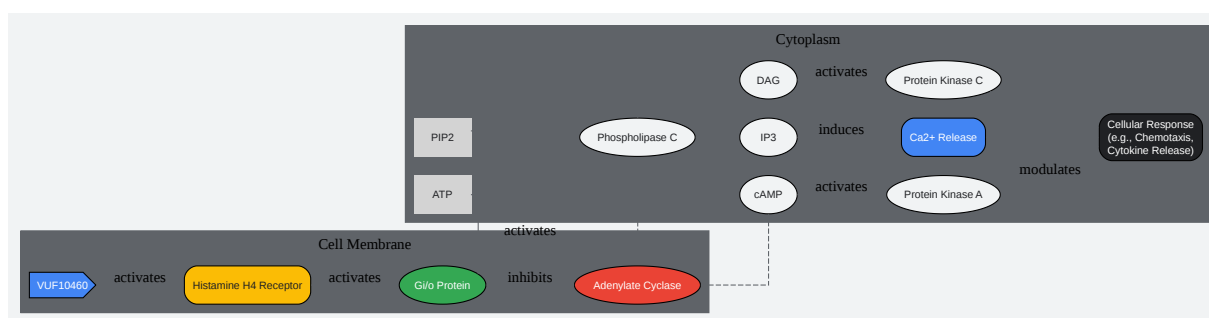 Cytoplasm
DAG
activates
Protein Kinase C
PIP2
Phospholipase C
IP3
induces
Ca2+ Release
Cellular Response
(e.g., Chemotaxis,
Cytokine Release)
modulates
ATP
cAMP
activates
Protein Kinase A
activates
Cell Membrane
VUF10460
activates
Histamine H4 Receptor
activates
Gi/o Protein
inhibits
Adenylate Cyclase